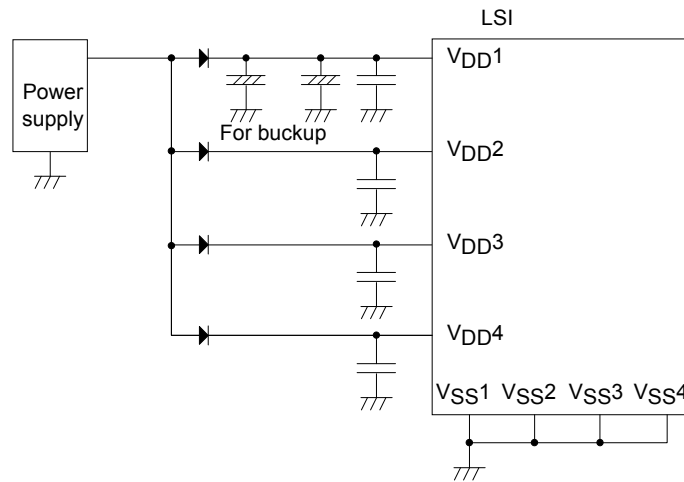 LSI
Power
supply
VDD1
For buckup
VDD2
VDD3
VDD4
VSS1 VSS2 VSS3 VSS4